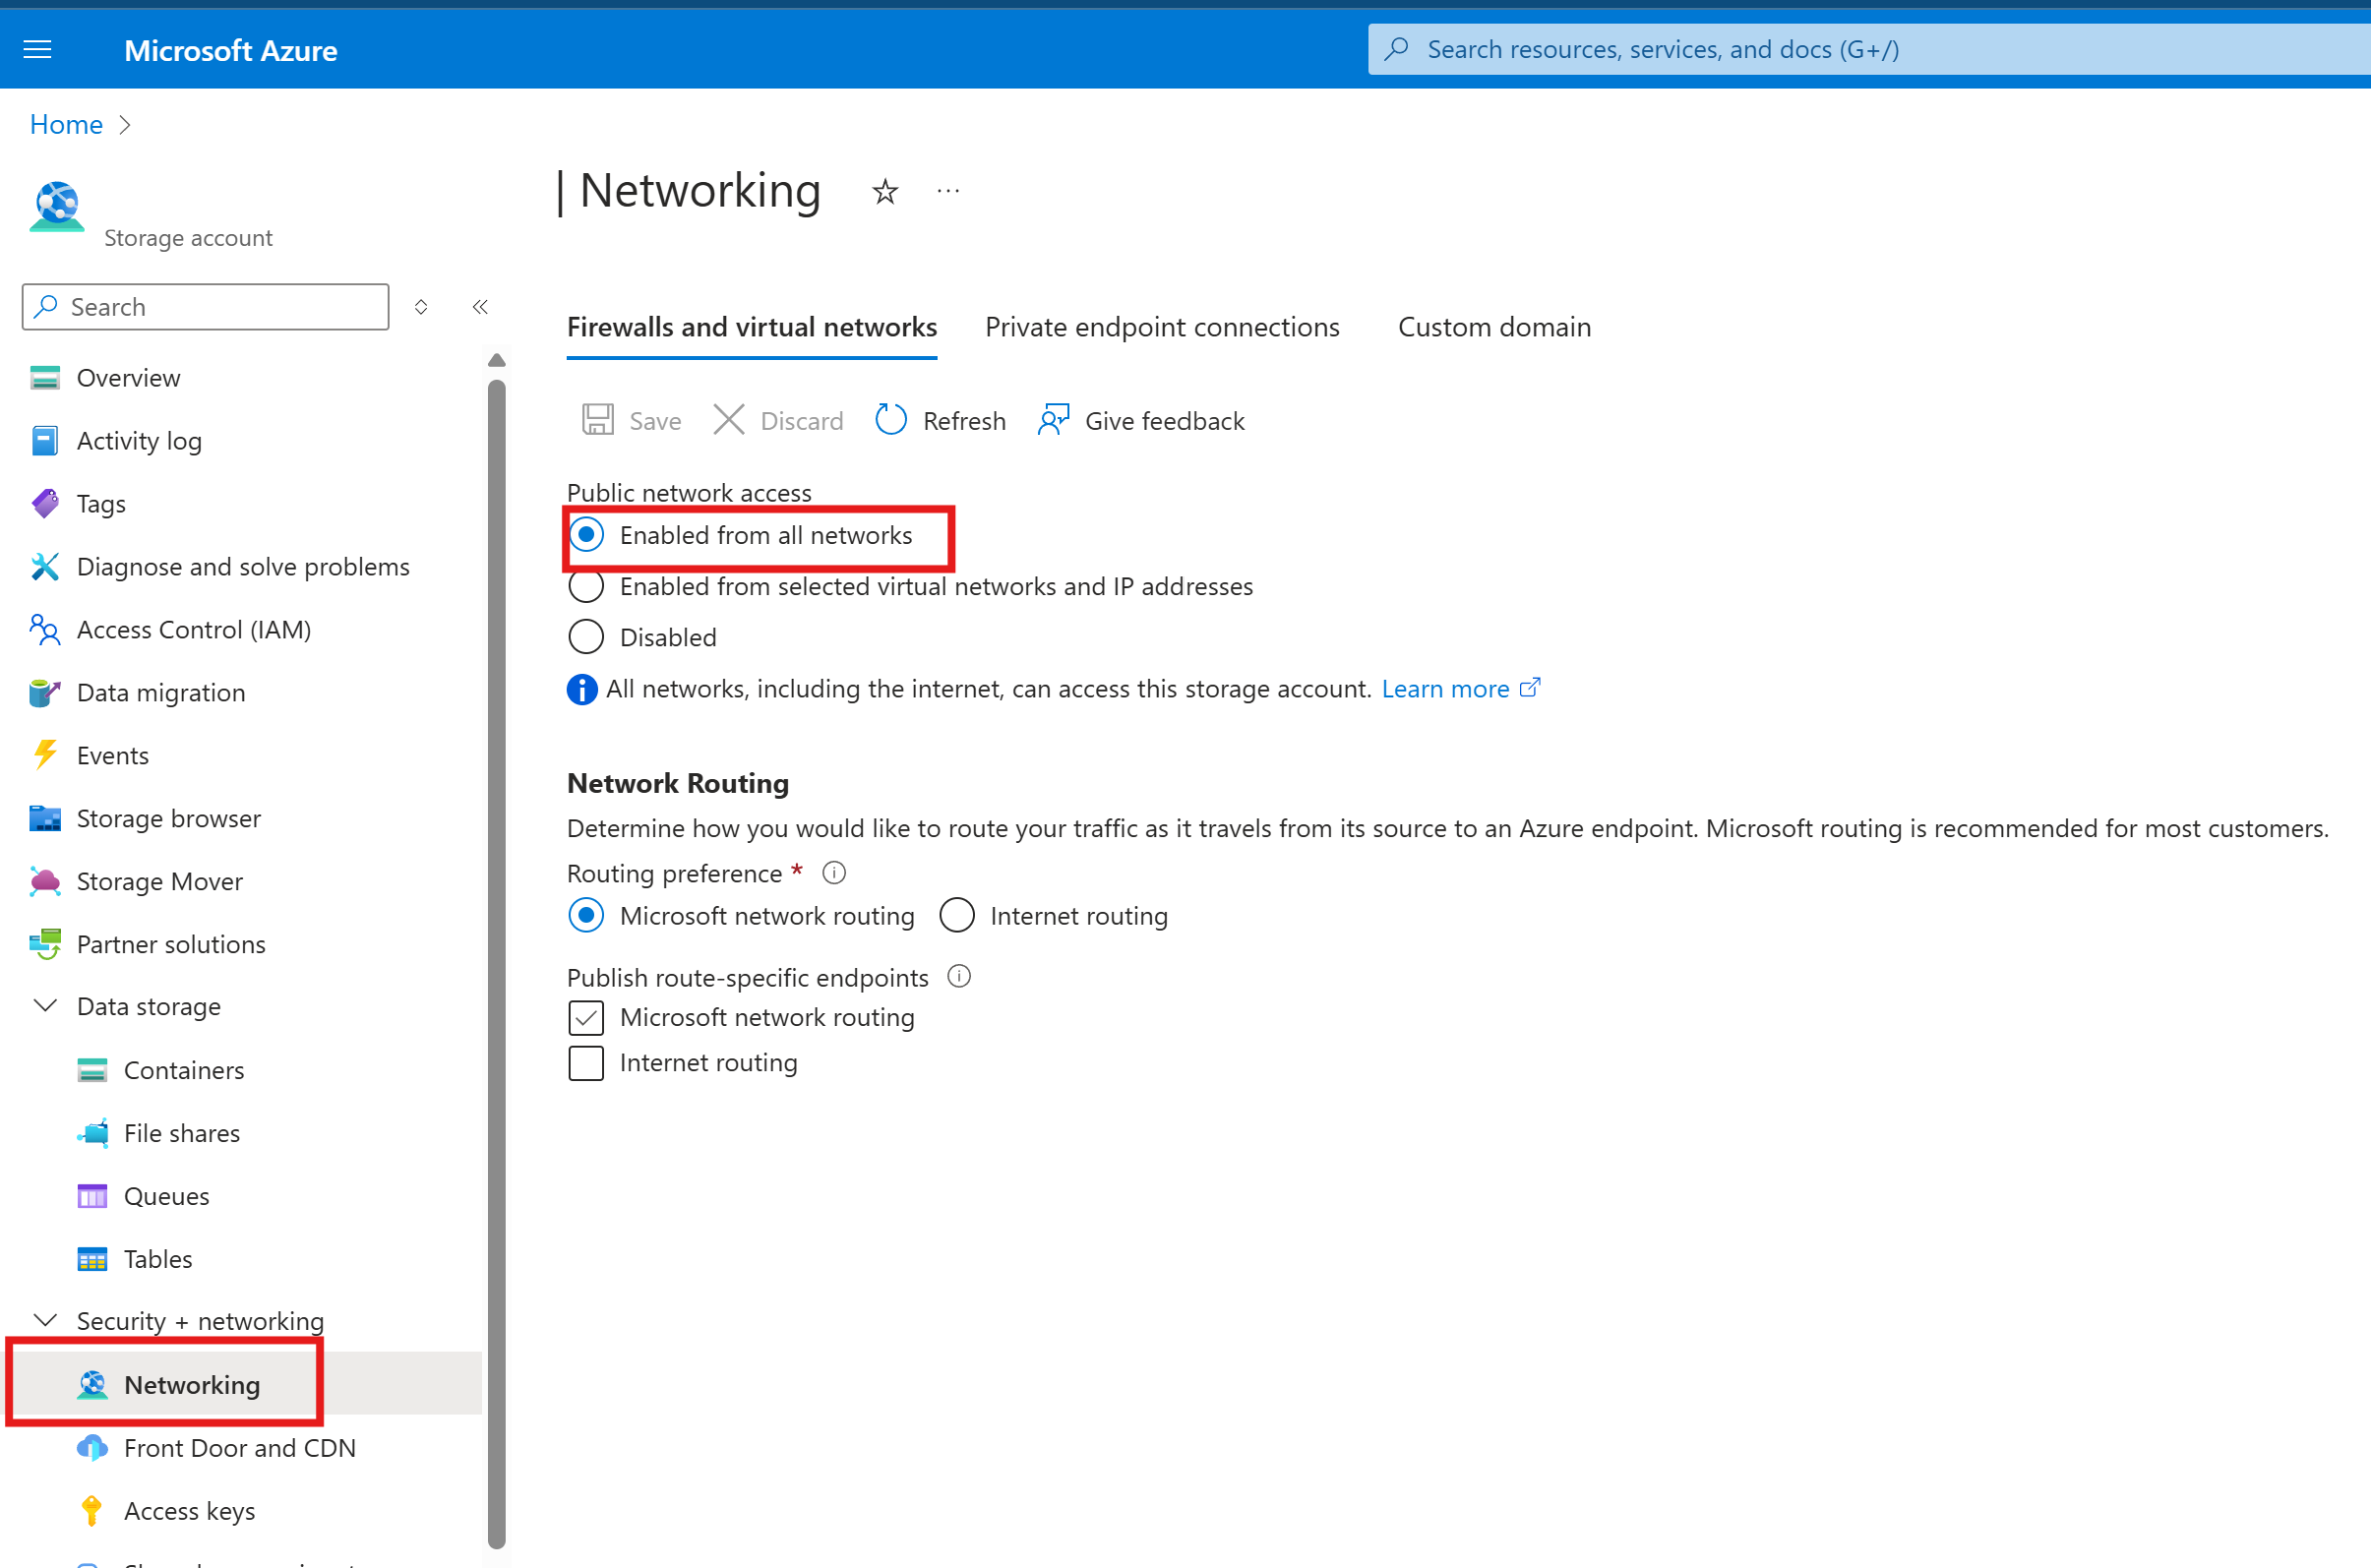 Microsoft Azure
Search resources, services, and docs (G+/)
Home
Storage account
| Networking
Search
Overview
Activity log
Tags
Diagnose and solve problems
Access Control (IAM)
Data migration
Events
Storage browser
Storage Mover
Partner solutions
Data storage
Containers
File shares
Queues
Tables
Security + networking
Networking
Front Door and CDN
Access keys
Firewalls and virtual networks
Private endpoint connections
Custom domain
Save
Discard
Refresh
Give feedback
Public network access
Enabled from all networks
Enabled from selected virtual networks and IP addresses
Disabled
All networks, including the internet, can access this storage account. Learn more
Network Routing
Determine how you would like to route your traffic as it travels from its source to an Azure endpoint. Microsoft routing is recommended for most customers.
Routing preference *
Microsoft network routing
Internet routing
Publish route-specific endpoints
Microsoft network routing
Internet routing